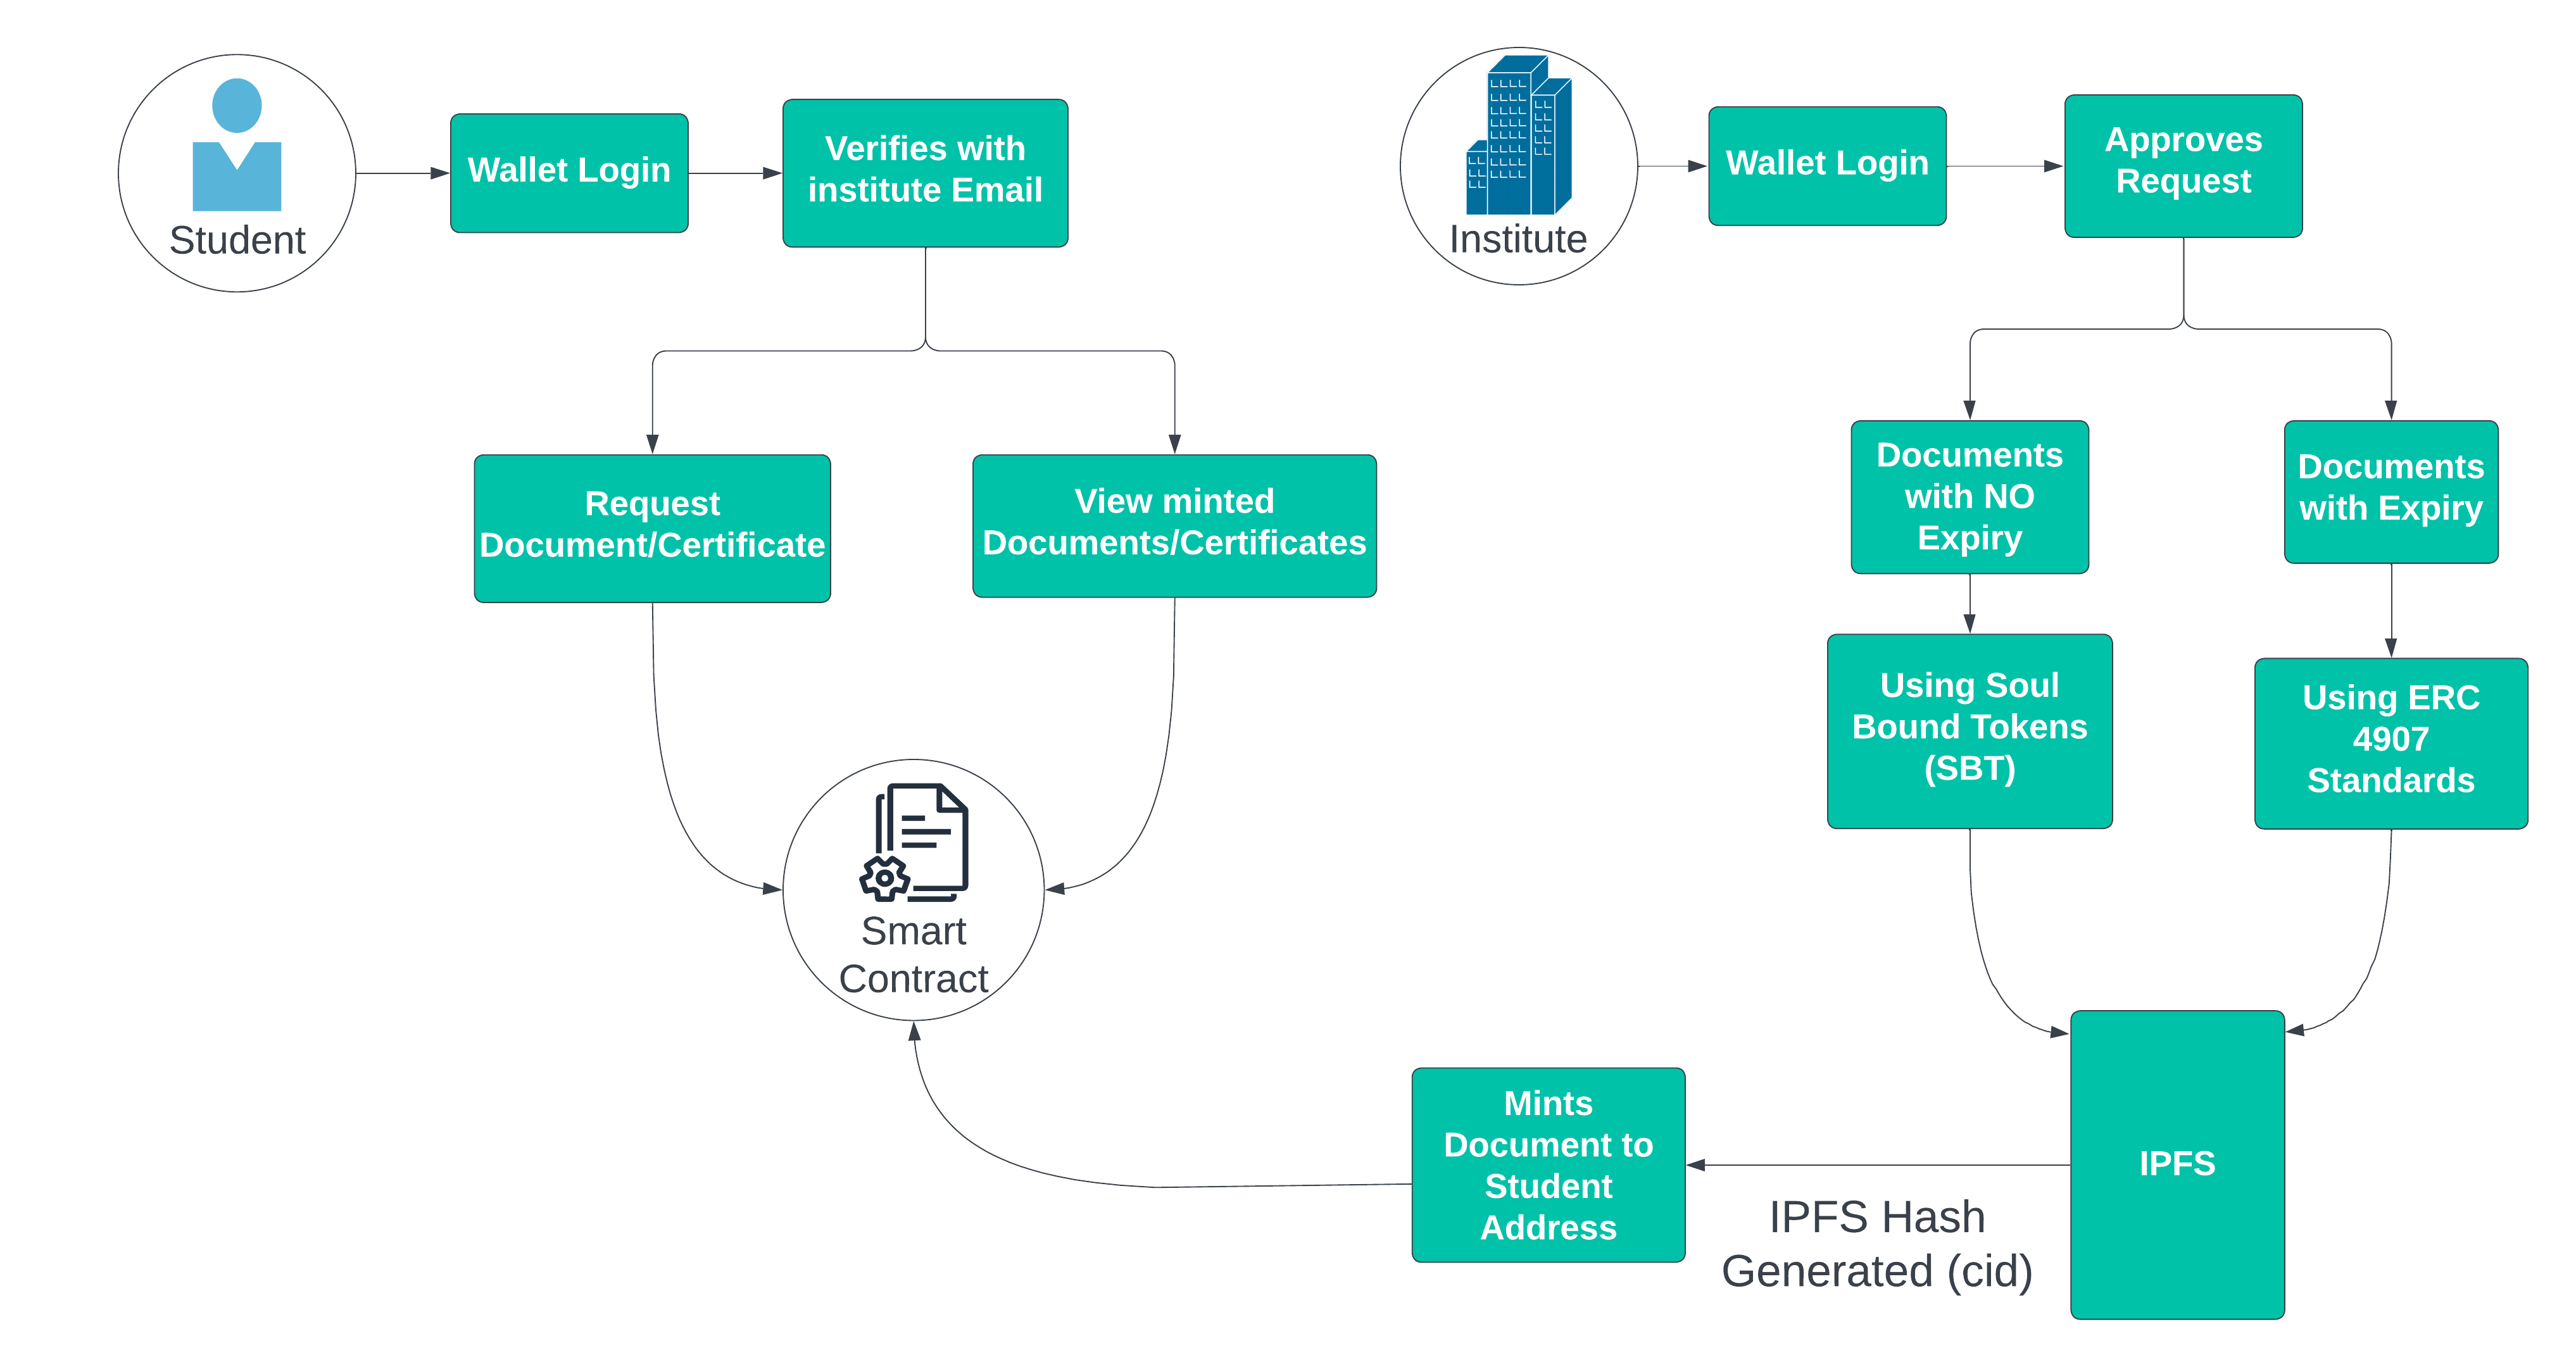 Student
Wallet Login
Verifies with
institute Email
Institute
Wallet Login
Approves
Request
Request
Document/Certificate
View minted
Documents/Certificates
Documents
with NO
Expiry
Documents
with Expiry
Using Soul
Bound Tokens
(SBT)
Using ERC
4907
Standards
Smart
Contract
Mints
Document to
Student
Address
IPFS Hash
Generated (cid)
IPFS